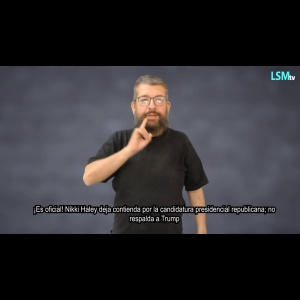 LSMtv
¡Es oficial! Nikki Haley deja contienda por la candidatura presidencial republicana; no
respalda a Trump